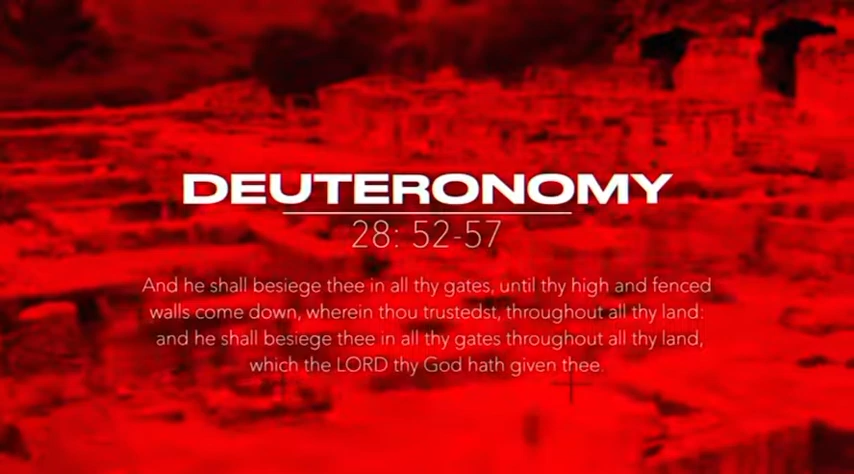 DEUTERONOMY
28: 52-57
And he shall besiege thee in all thy gates, until thy high and fenced
walls come down, wherein thou trustedst, throughout all thy land:
and he shall besiege thee in all thy gates throughout all thy land,
which the LORD thy God hath given thee.